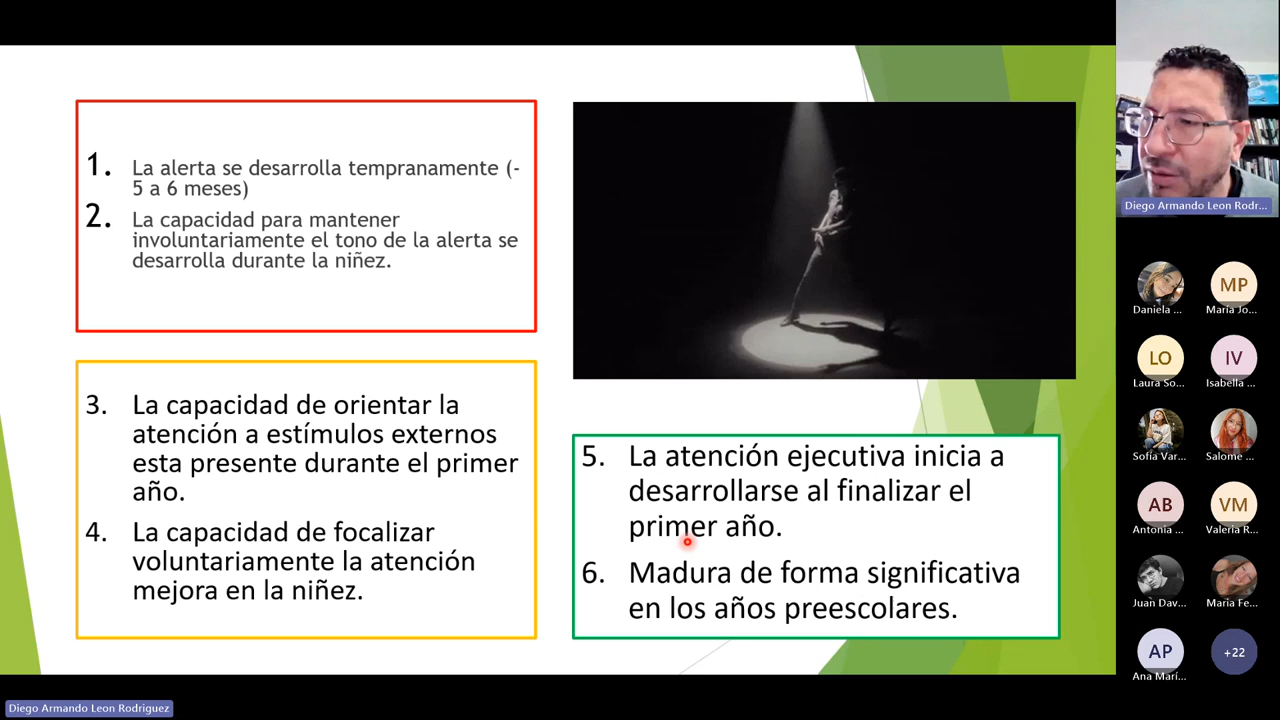 1. La alerta se desarrolla tempranamente (-
5 a 6 meses)
2. La capacidad para mantener
involuntariamente el tono de la alerta se
desarrolla durante la niñez.
3. La capacidad de orientar la
atención a estímulos externos
esta presente durante el primer
año.
4. La capacidad de focalizar
voluntariamente la atención
mejora en la niñez.
5. La atención ejecutiva inicia a
desarrollarse al finalizar el
primer año.
6. Madura de forma significativa
en los años preescolares.
Diego Armando Leon Rodr...
Daniela ...
MP
María Jo...
LO
Laura So...
IV
Isabella ...
Sofía Var...
Salome ...
AB
Antonia ...
VM
Valeria R...
Juan Dav...
Maria Fe...
AP
Ana Marí...
+22
Diego Armando Leon Rodriguez